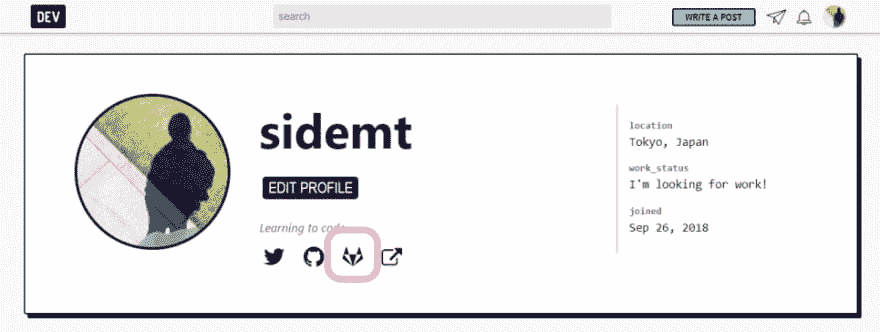 DEV
search
WRITE A POST
sidemt
EDIT PROFILE
Learning to code
location
Tokyo, Japan
work_status
I'm looking for work!
joined
Sep 26, 2018